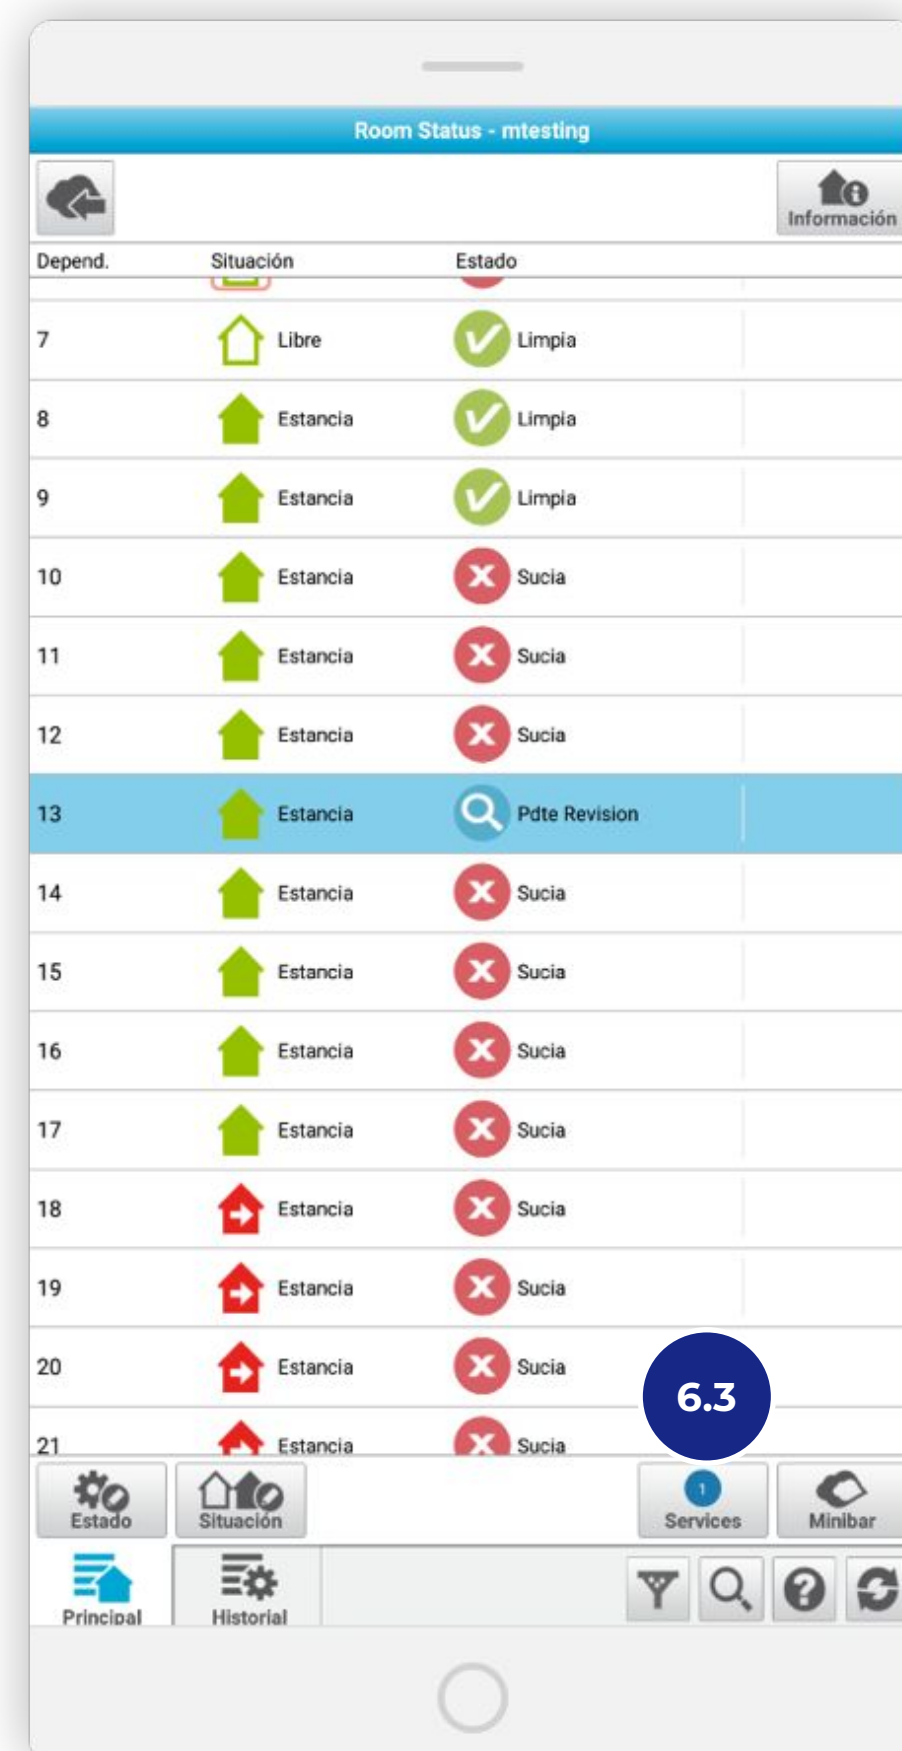 Room Status - mtesting
Información
Depend. Situación Estado
7 Libre Limpia
8 Estancia Limpia
9 Estancia Limpia
10 Estancia Sucia
11 Estancia Sucia
12 Estancia Sucia
13 Estancia Pdte Revision
14 Estancia Sucia
15 Estancia Sucia
16 Estancia Sucia
17 Estancia Sucia
18 Estancia Sucia
19 Estancia Sucia
20 Estancia Sucia
6.3
21 Estancia Sucia
1
Estado Situación Services Minibar
Principal Historial